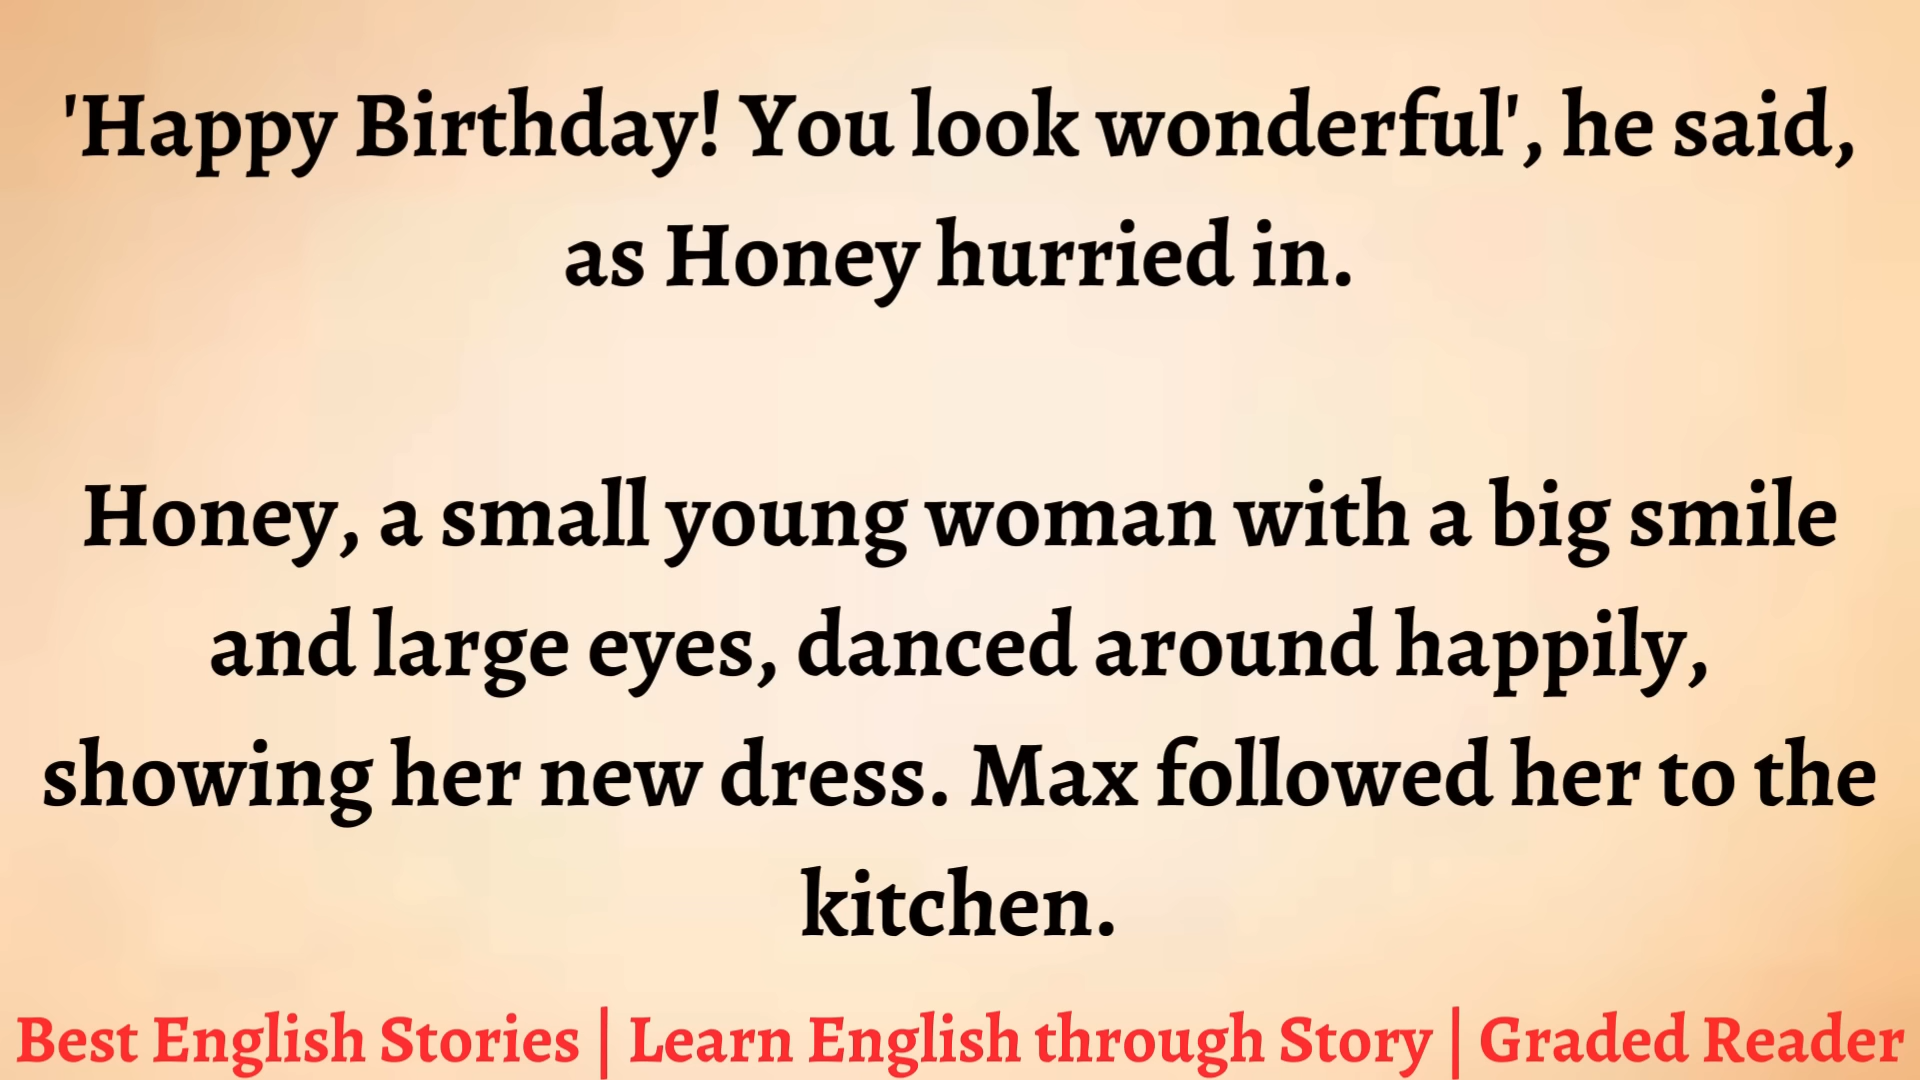 'Happy Birthday! You look wonderful', he said,
as Honey hurried in.
Honey, a small young woman with a big smile
and large eyes, danced around happily,
showing her new dress. Max followed her to the
kitchen.
Best English Stories | Learn English through Story | Graded Reader